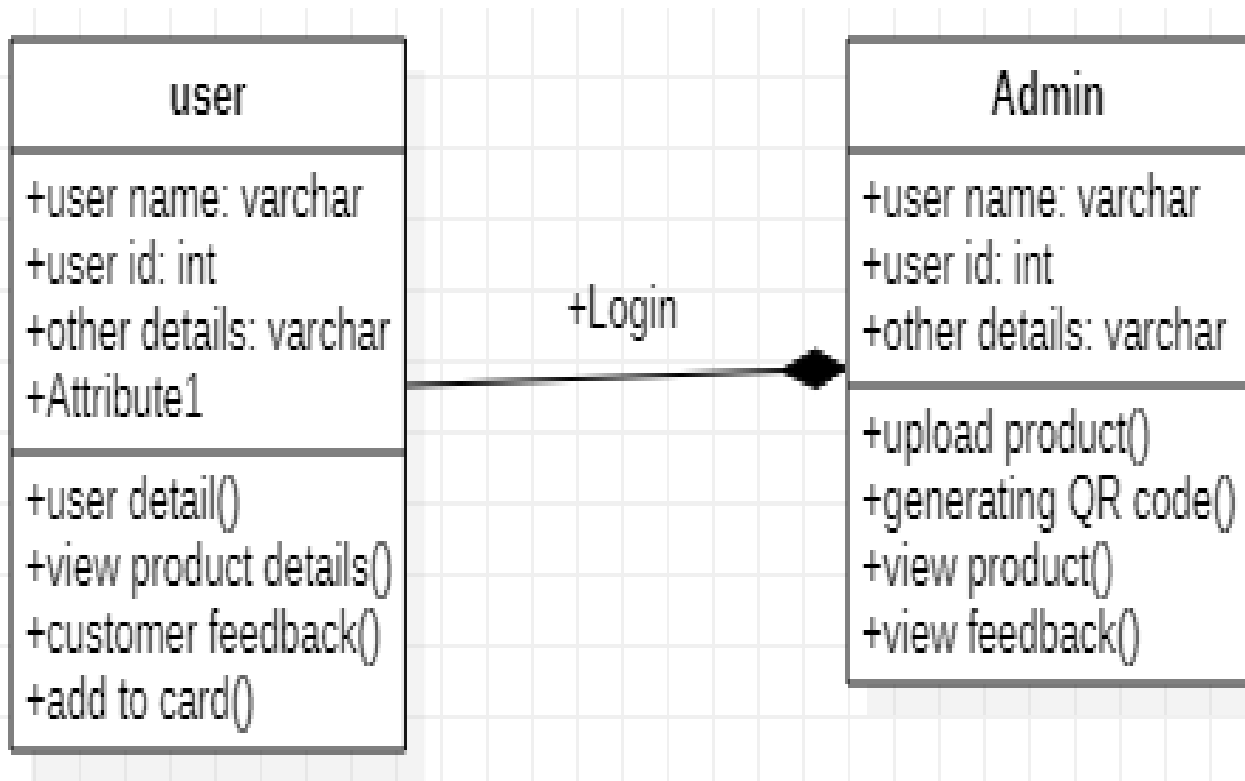 user
+user name: varchar
+user id: int
+other details: varchar
+Attribute1
+user detail()
+view product details()
+customer feedback()
+add to card()
+Login
Admin
+user name: varchar
+user id: int
+other details: varchar
+upload product()
+generating QR code()
+view product()
+view feedback()